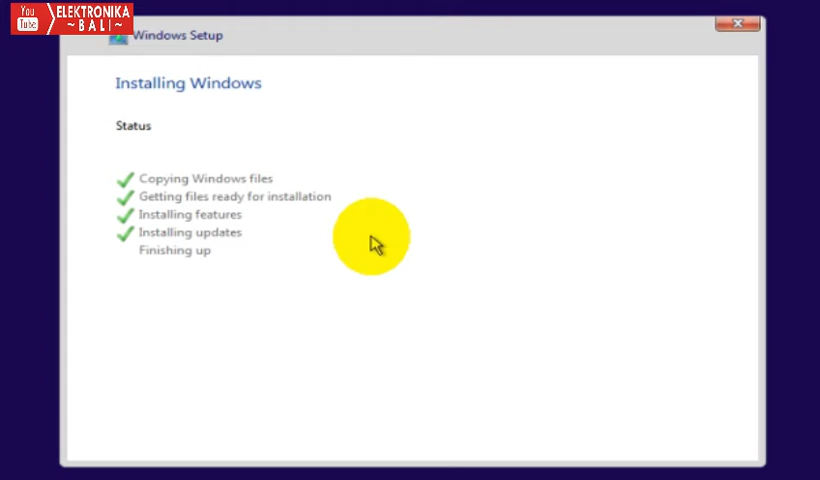 You
Tube
ELEKTRONIKA
~BALI~
Windows Setup
Installing Windows
Status
Copying Windows files
Getting files ready for installation
Installing features
Installing updates
Finishing up